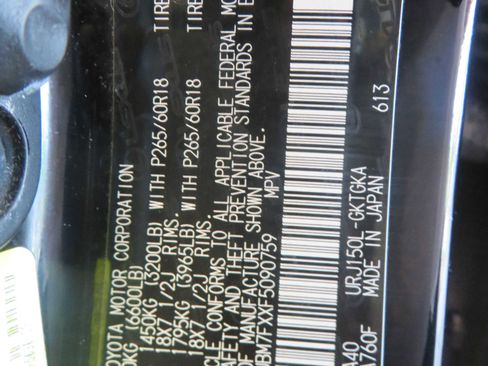 OYOTA MOTOR CORPORATION
0KG (6600LB)
1450KG (3200LB) WITH P265/60R18 TIRE
18X7 1/2J RIMS.
1795KG (3965LB) WITH P265/60R18 TIRE
18X7 1/2J RIMS.
CLE CONFORMS TO ALL APPLICABLE FEDERAL MO
SAFETY AND THEFT PREVENTION STANDARDS IN E
OF MANUFACTURE SHOWN ABOVE.
BM7FXXF5090759 MPV
A40 URJ150L-GKTGKA
A760F MADE IN JAPAN 613